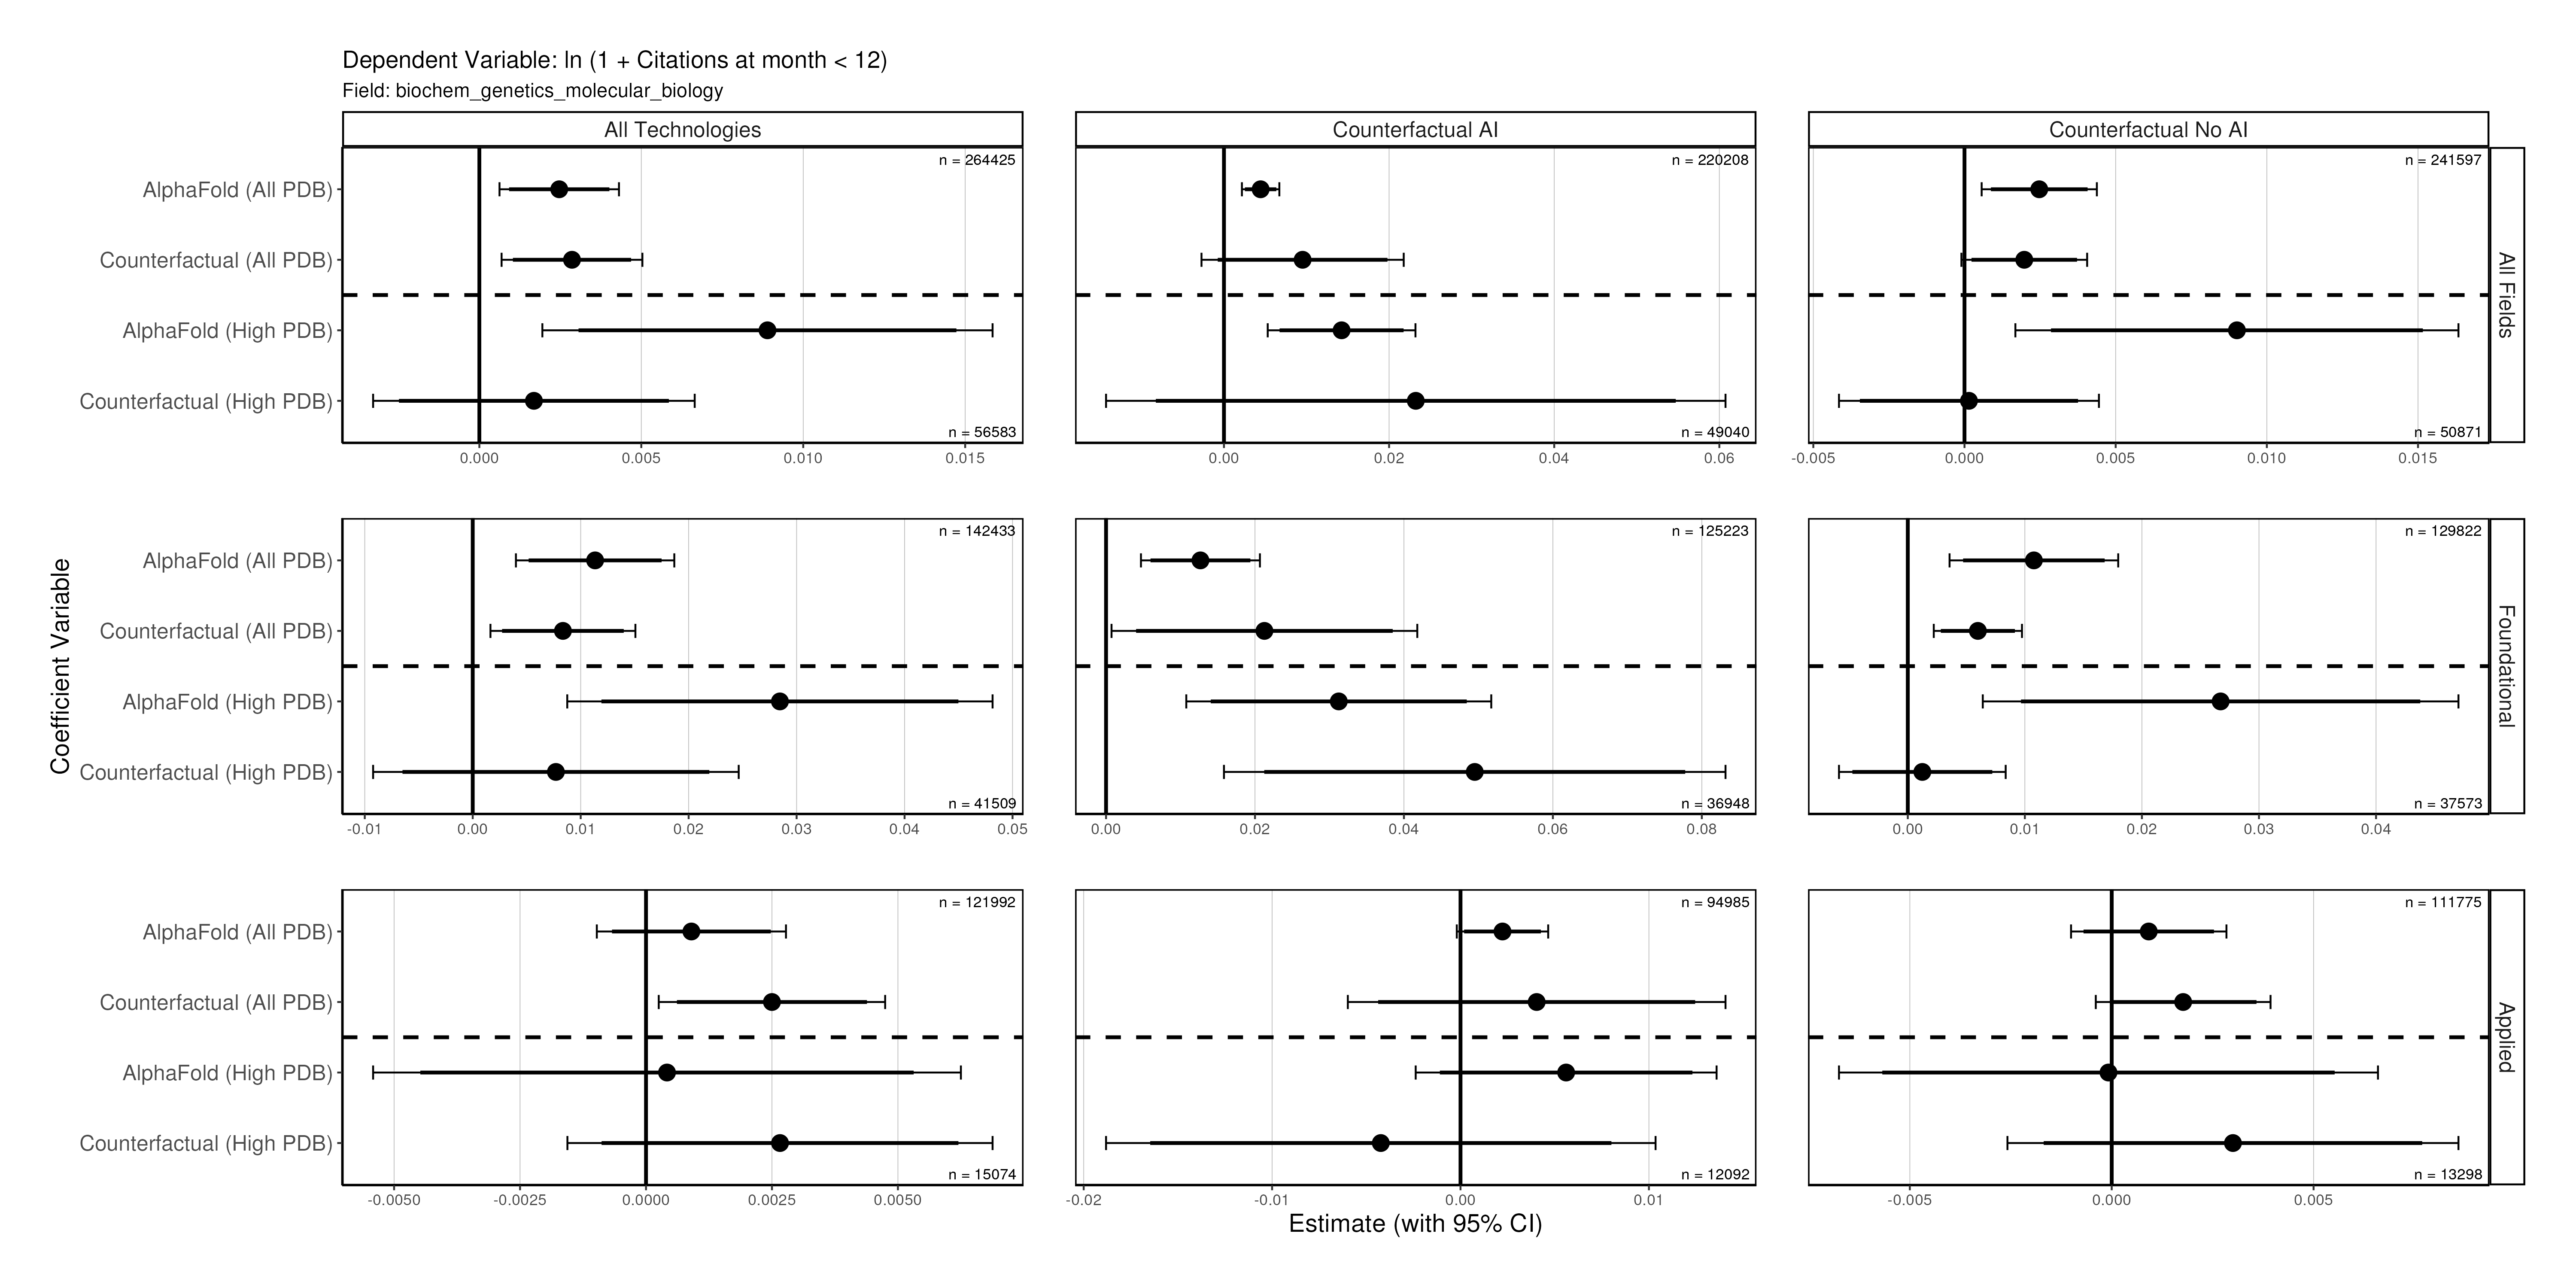 Dependent Variable: ln (1 + Citations at month < 12)
Field: biochem_genetics_molecular_biology
All Technologies
Counterfactual AI
Counterfactual No AI
Coefficient Variable
AlphaFold (All PDB)
Counterfactual (All PDB)
AlphaFold (High PDB)
Counterfactual (High PDB)
n = 264425
n = 56583
0.000 0.005 0.010 0.015
n = 220208
n = 49040
0.00 0.02 0.04 0.06
n = 241597
n = 50871
-0.005 0.000 0.005 0.010 0.015
All Fields
AlphaFold (All PDB)
Counterfactual (All PDB)
AlphaFold (High PDB)
Counterfactual (High PDB)
n = 142433
n = 41509
-0.01 0.00 0.01 0.02 0.03 0.04 0.05
n = 125223
n = 36948
0.00 0.02 0.04 0.06 0.08
n = 129822
n = 37573
0.00 0.01 0.02 0.03 0.04
Foundational
AlphaFold (All PDB)
Counterfactual (All PDB)
AlphaFold (High PDB)
Counterfactual (High PDB)
n = 121992
n = 15074
-0.0050 -0.0025 0.0000 0.0025 0.0050
n = 94985
n = 12092
-0.02 -0.01 0.00 0.01
n = 111775
n = 13298
-0.005 0.000 0.005
Applied
Estimate (with 95% CI)